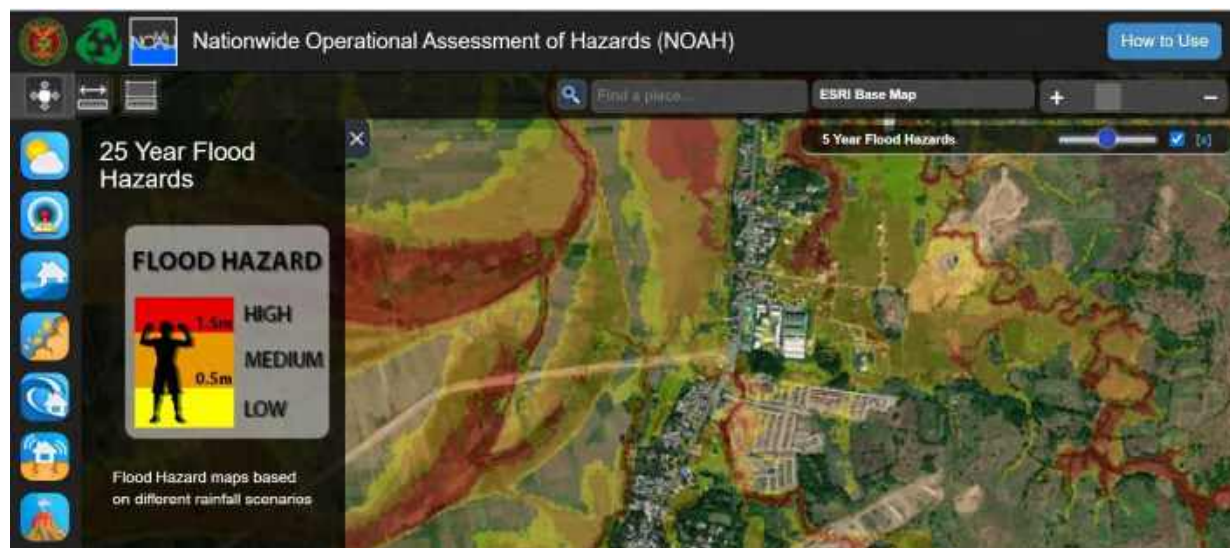 NOAH
Nationwide Operational Assessment of Hazards (NOAH)
How to Use
Find a place...
ESRI Base Map
+
−
5 Year Flood Hazards
25 Year Flood
Hazards
FLOOD HAZARD
1.5m
HIGH
MEDIUM
0.5m
LOW
Flood Hazard maps based
on different rainfall scenarios